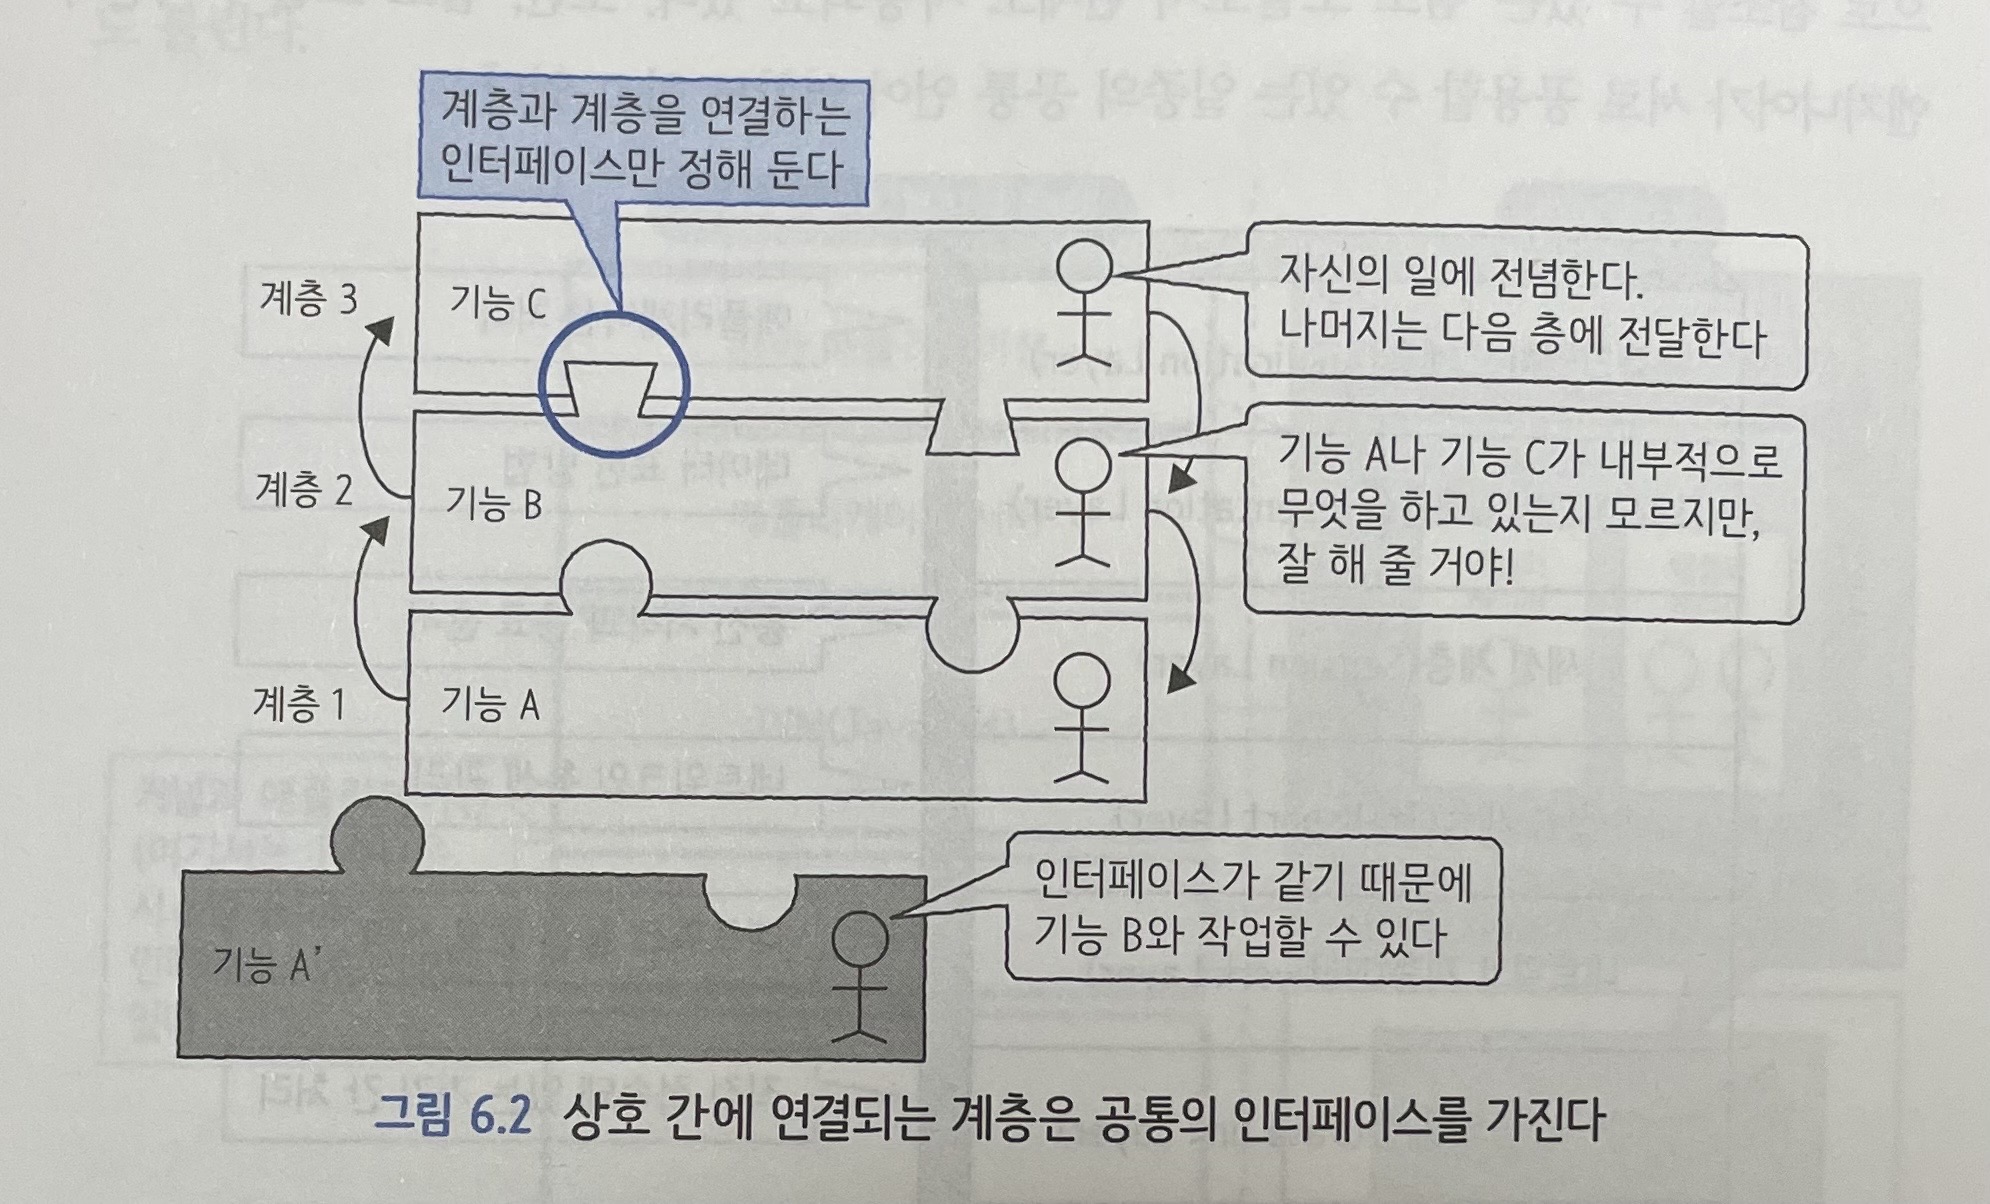 계층과 계층을 연결하는
인터페이스만 정해 둔다
계층 3
기능 C
자신의 일에 전념한다.
나머지는 다음 층에 전달한다
계층 2
기능 B
기능 A나 기능 C가 내부적으로
무엇을 하고 있는지 모르지만,
잘 해 줄 거야!
계층 1
기능 A
기능 A'
인터페이스가 같기 때문에
기능 B와 작업할 수 있다
그림 6.2 상호 간에 연결되는 계층은 공통의 인터페이스를 가진다